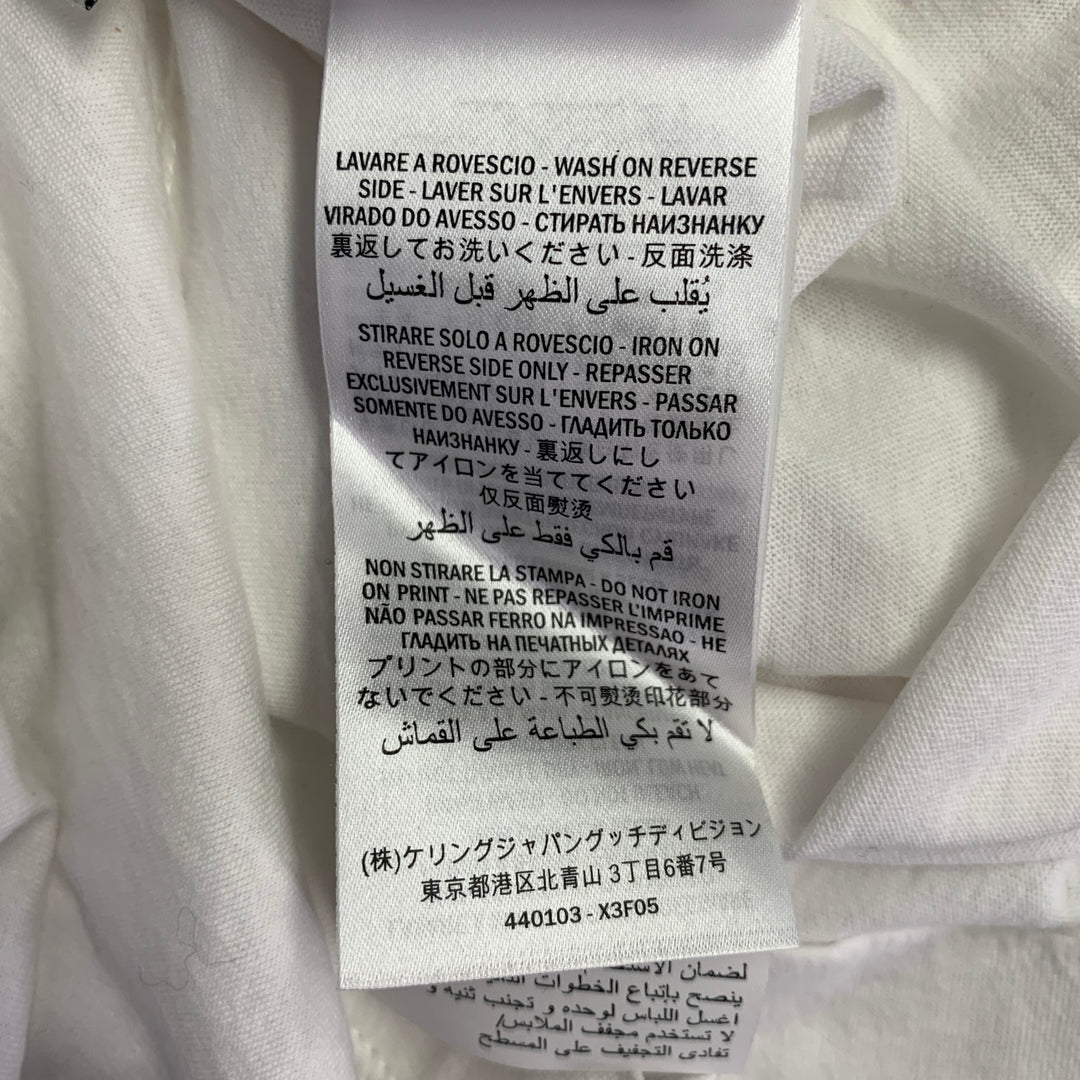 LAVARE A ROVESCIO - WASH ON REVERSE
SIDE - LAVER SUR L'ENVERS - LAVAR
VIRADO DO AVESSO - СТИРАТЬ НАИЗНАНКУ
裏返してお洗いください - 反面洗涤
يُقلب على الظهر قبل الغسيل
STIRARE SOLO A ROVESCIO - IRON ON
REVERSE SIDE ONLY - REPASSER
EXCLUSIVEMENT SUR L'ENVERS - PASSAR
SOMENTE DO AVESSO - ГЛАДИТЬ ТОЛЬКО
НАИЗНАНКУ - 裏返しにし
てアイロンを当ててください
仅反面熨烫
قم بالكي فقط على الظهر
NON STIRARE LA STAMPA - DO NOT IRON
ON PRINT - NE PAS REPASSER L'IMPRIME
NÃO PASSAR FERRO NA IMPRESSAO - НЕ
ГЛАДИТЬ НА ПЕЧАТНЫХ ДЕТАЛЯХ
プリントの部分にアイロンをあて
ないでください - 不可熨烫印花部分
لا تقم بكي الطباعة على القماش
(株)ケリングジャパングッチディビジョン
東京都港区北青山 3丁目6番7号
440103 - X3F05
لضمان
ينصح بإتباع الخطوات
اغسل اللباس لوحده و تجنب ثنيه و
لا تستخدم مجفف الملابس/
تفادى التجفيف على المسطح